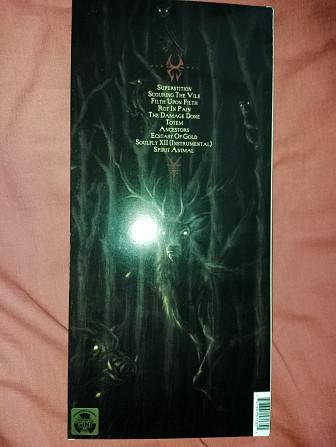 Superstition
Scouring The Vile
Filth Upon Filth
Rot In Pain
The Damage Done
Totem
Ancestors
Ecstasy Of Gold
Soulfly XII (Instrumental)
Spirit Animal